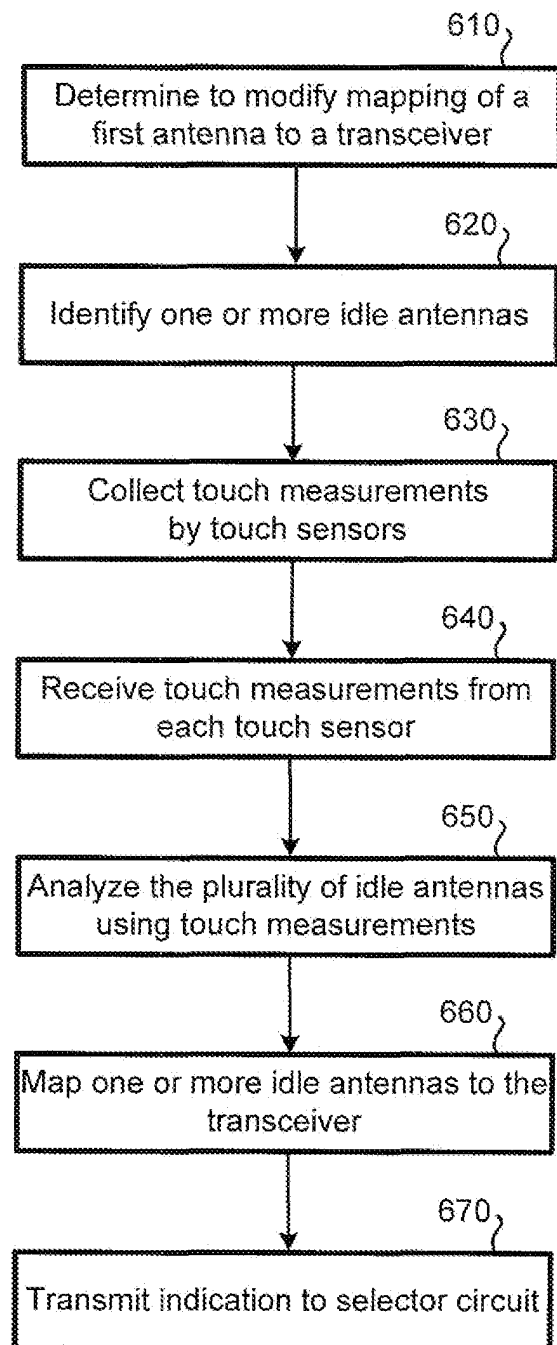 610
Determine to modify mapping of a
first antenna to a transceiver
620
Identify one or more idle antennas
630
Collect touch measurements
by touch sensors
640
Receive touch measurements from
each touch sensor
650
Analyze the plurality of idle antennas
using touch measurements
660
Map one or more idle antennas to the
transceiver
670
Transmit indication to selector circuit